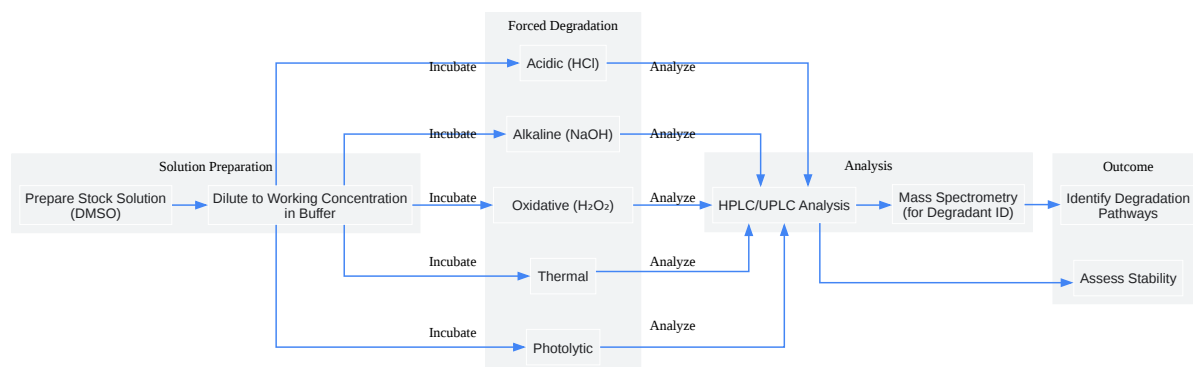 Solution Preparation
Prepare Stock Solution
(DMSO)
Dilute to Working Concentration
in Buffer
Incubate
Incubate
Incubate
Incubate
Incubate
Forced Degradation
Acidic (HCl)
Alkaline (NaOH)
Oxidative (H₂O₂)
Thermal
Photolytic
Analyze
Analyze
Analyze
Analyze
Analyze
Analysis
HPLC/UPLC Analysis
Mass Spectrometry
(for Degradant ID)
Outcome
Identify Degradation
Pathways
Assess Stability